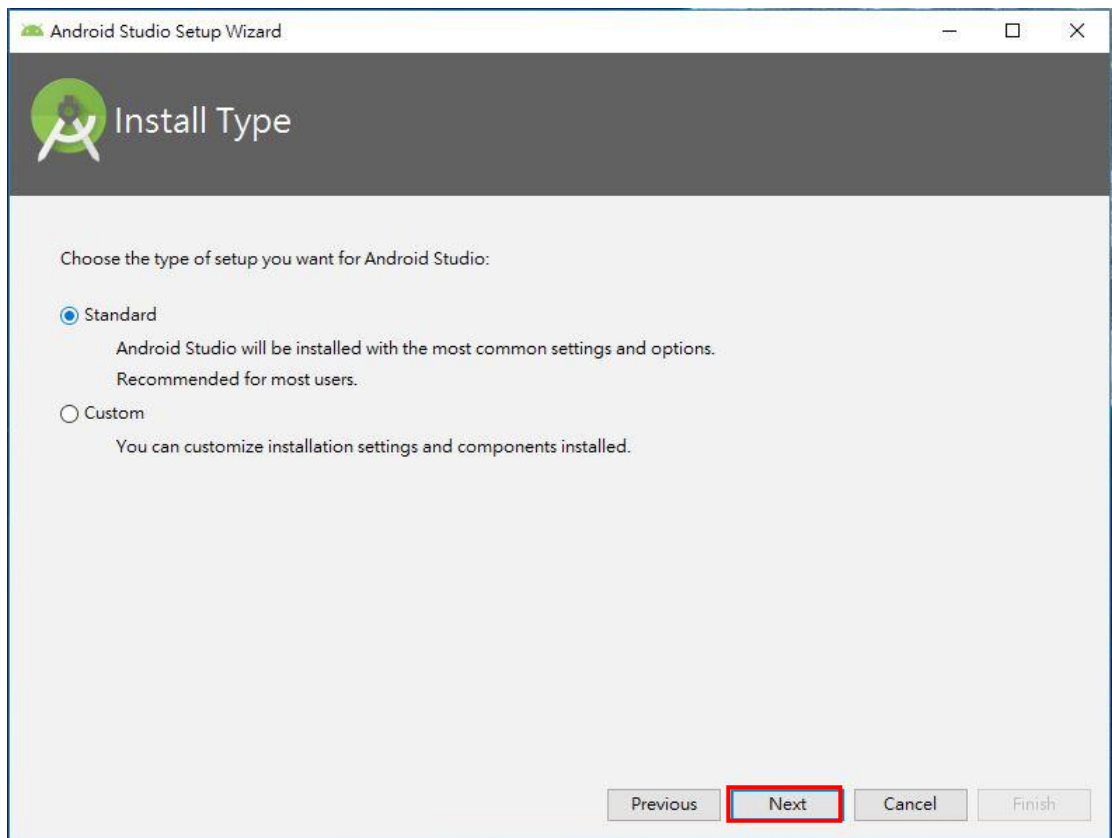 Android Studio Setup Wizard
Install Type
Choose the type of setup you want for Android Studio:
Standard
Android Studio will be installed with the most common settings and options.
Recommended for most users.
Custom
You can customize installation settings and components installed.
Previous Next Cancel Finish